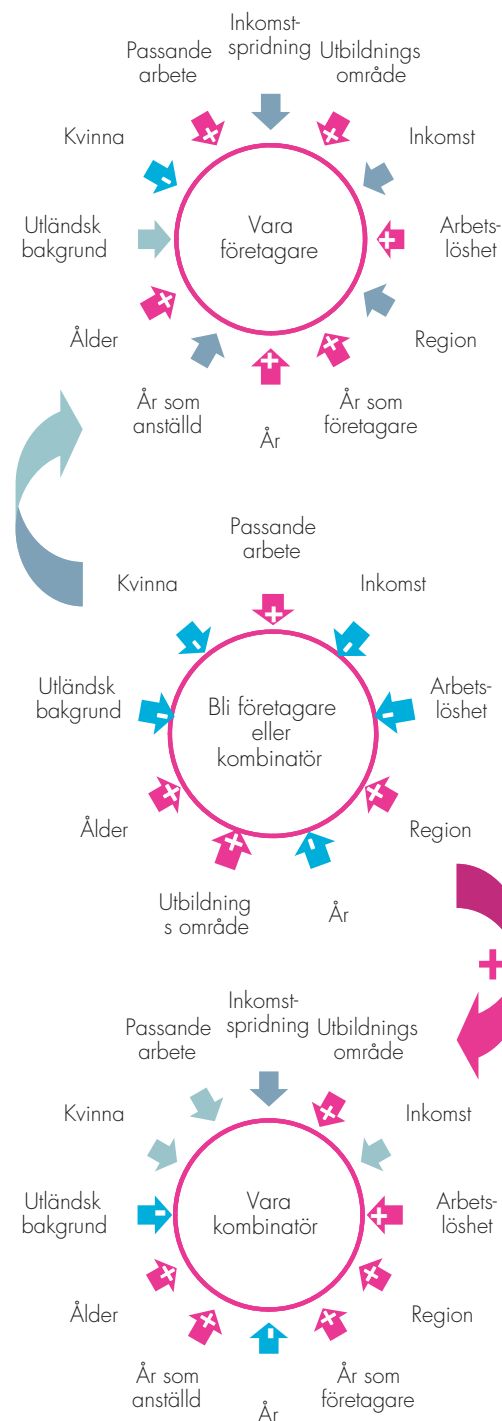 Inkomst-
spridning
Passande
arbete
Utbildnings
område
Kvinna
Inkomst
Utländsk
bakgrund
Vara
företagare
Arbets-
löshet
Ålder
Region
År som
anställd
År som
företagare
År
Passande
arbete
Kvinna
Inkomst
Utländsk
bakgrund
Bli företagare
eller
kombinatör
Arbets-
löshet
Ålder
Region
Utbildning
s område
År
+
Inkomst-
spridning
Passande
arbete
Utbildnings
område
Kvinna
Inkomst
Utländsk
bakgrund
Vara
kombinatör
Arbets-
löshet
Ålder
Region
År som
anställd
År som
företagare
År